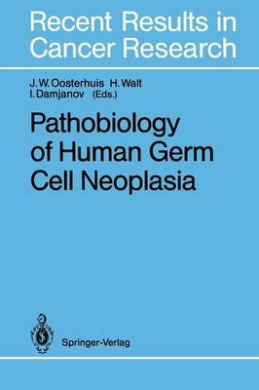 Recent Results in
Cancer Research
J. W. Oosterhuis H. Walt
I. Damjanov (Eds.)
Pathobiology
of Human Germ
Cell Neoplasia
Springer-Verlag